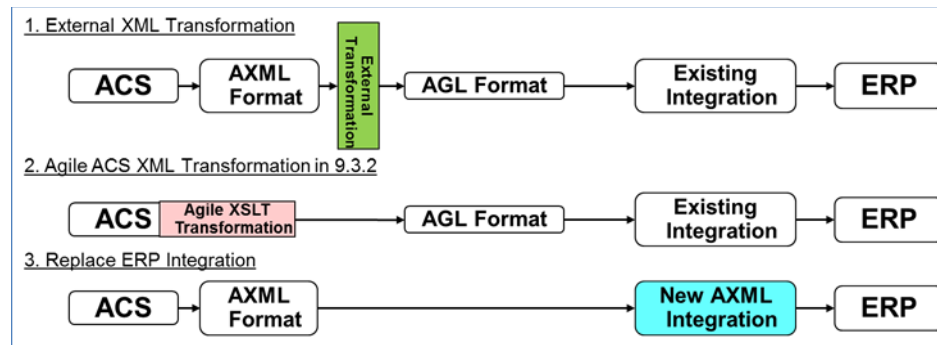 1. External XML Transformation
ACS
AXML
Format
External
Transformation
AGL Format
Existing
Integration
ERP
2. Agile ACS XML Transformation in 9.3.2
ACS
Agile XSLT
Transformation
AGL Format
Existing
Integration
ERP
3. Replace ERP Integration
ACS
AXML
Format
New AXML
Integration
ERP